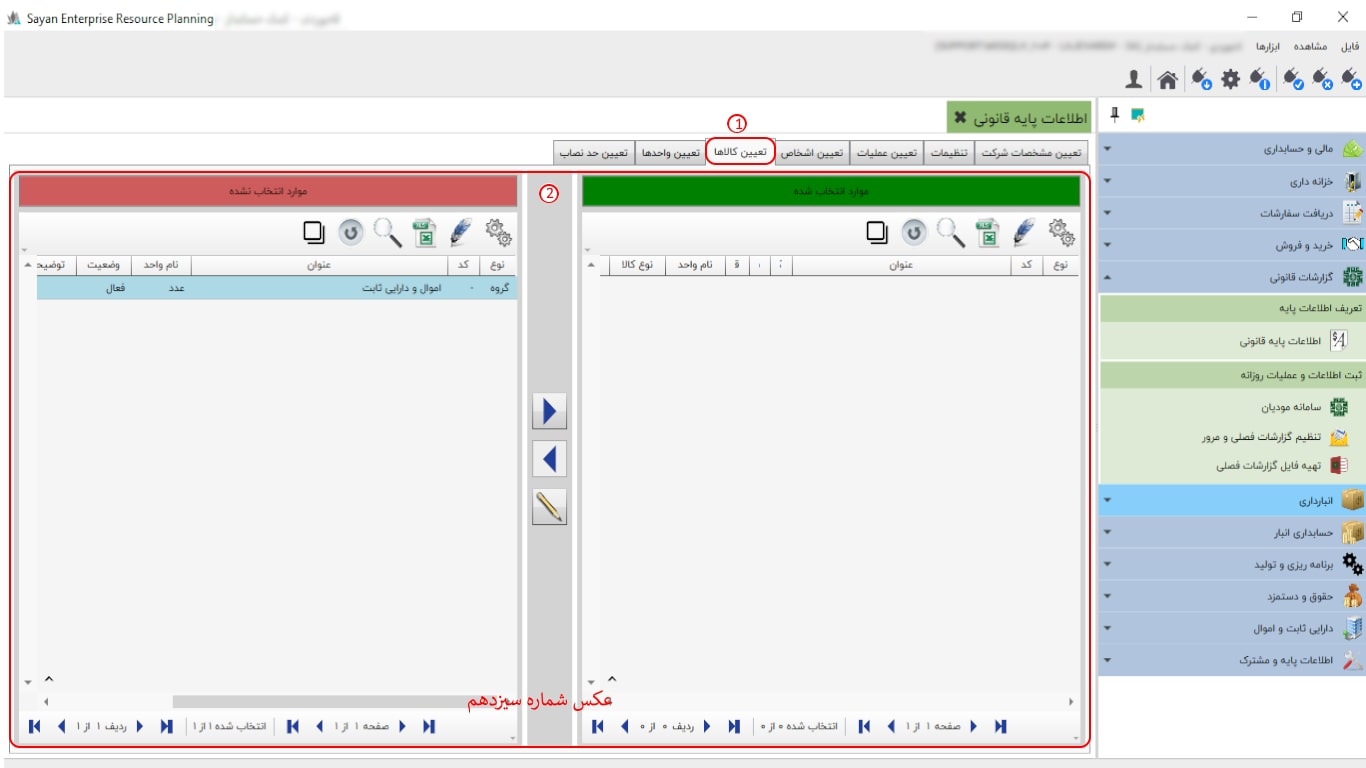 Sayan Enterprise Resource Planning
فایل مشاهده ابزارها
اطلاعات پایه قانونی
1
تعیین مشخصات شرکت
تنظیمات
تعیین عملیات
تعیین اشخاص
تعیین کالاها
تعیین واحدها
تعیین حد نصاب
موارد انتخاب شده
2
موارد انتخاب نشده
نوع کد عنوان نام واحد نوع کالا
نوع کد عنوان نام واحد وضعیت توضیح
گروه ۰ اموال و دارایی ثابت عدد فعال
عکس شماره سیزدهم
صفحه ۱ از ۱
انتخاب شده ۰ از ۰
ردیف ۰ از ۰
صفحه ۱ از ۱
انتخاب شده ۱ از ۱
ردیف ۱ از ۱
مالی و حسابداری
خزانه داری
دریافت سفارشات
خرید و فروش
گزارشات قانونی
تعریف اطلاعات پایه
اطلاعات پایه قانونی
ثبت اطلاعات و عملیات روزانه
سامانه مودیان
تنظیم گزارشات فصلی و مرور
تهیه فایل گزارشات فصلی
انبارداری
حسابداری انبار
برنامه ریزی و تولید
حقوق و دستمزد
دارایی ثابت و اموال
اطلاعات پایه و مشترک